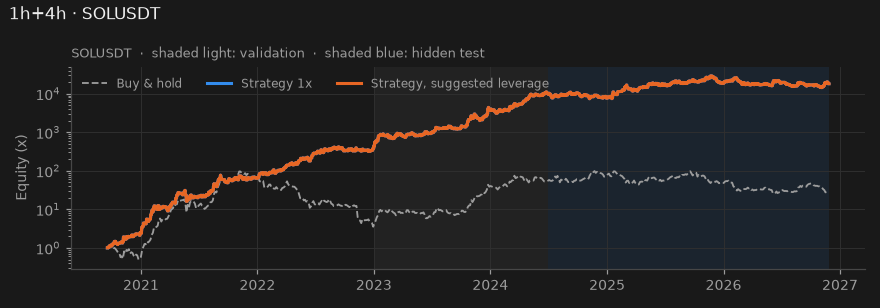 1h+4h · SOLUSDT
SOLUSDT · shaded light: validation · shaded blue: hidden test
Buy & hold
Strategy 1x
Strategy, suggested leverage
Equity (x)
10⁴
10³
10²
10¹
10⁰
2021 2022 2023 2024 2025 2026 2027